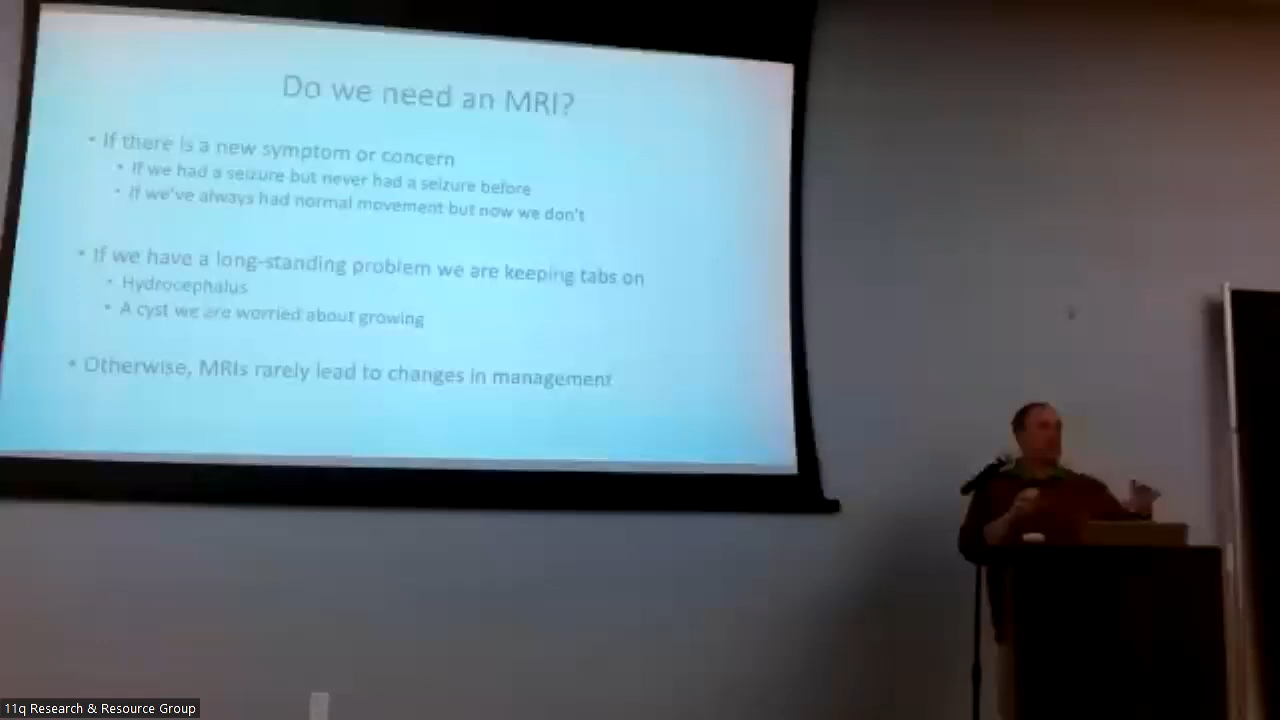 Do we need an MRI?
• If there is a new symptom or concern
• If we had a seizure but never had a seizure before
• If we've always had normal movement but now we don't
• If we have a long-standing problem we are keeping tabs on
• Hydrocephalus
• A cyst we are worried about growing
• Otherwise, MRIs rarely lead to changes in management
11q Research & Resource Group